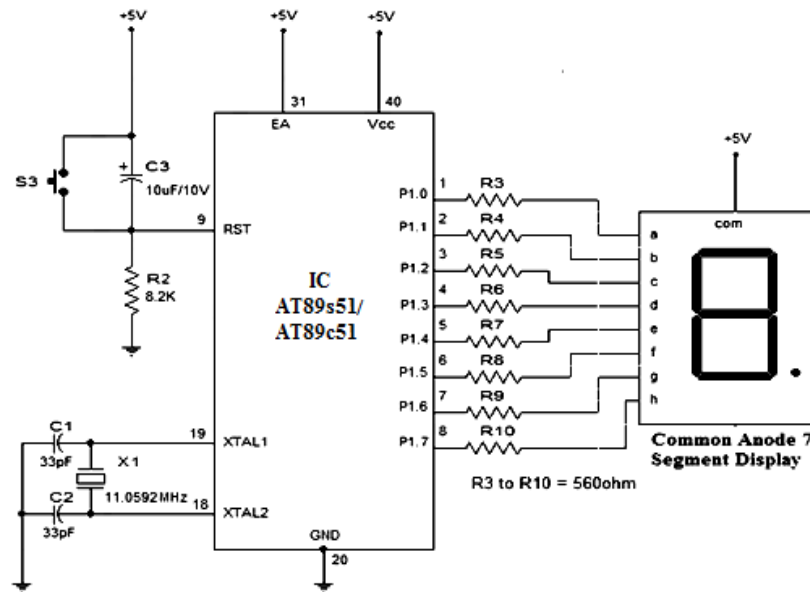 +5V
+5V
+5V
31
40
EA
Vcc
+5V
S3
+
C3
10uF/10V
9
RST
R2
8.2K
IC
AT89s51/
AT89c51
P1.0
1
R3
P1.1
2
R4
P1.2
3
R5
P1.3
4
R6
P1.4
5
R7
P1.5
6
R8
P1.6
7
R9
P1.7
8
R10
com
a
b
c
d
e
f
g
h
Common Anode 7
Segment Display
R3 to R10 = 560ohm
C1
33pF
X1
11.0592MHz
C2
33pF
19
XTAL1
18
XTAL2
GND
20